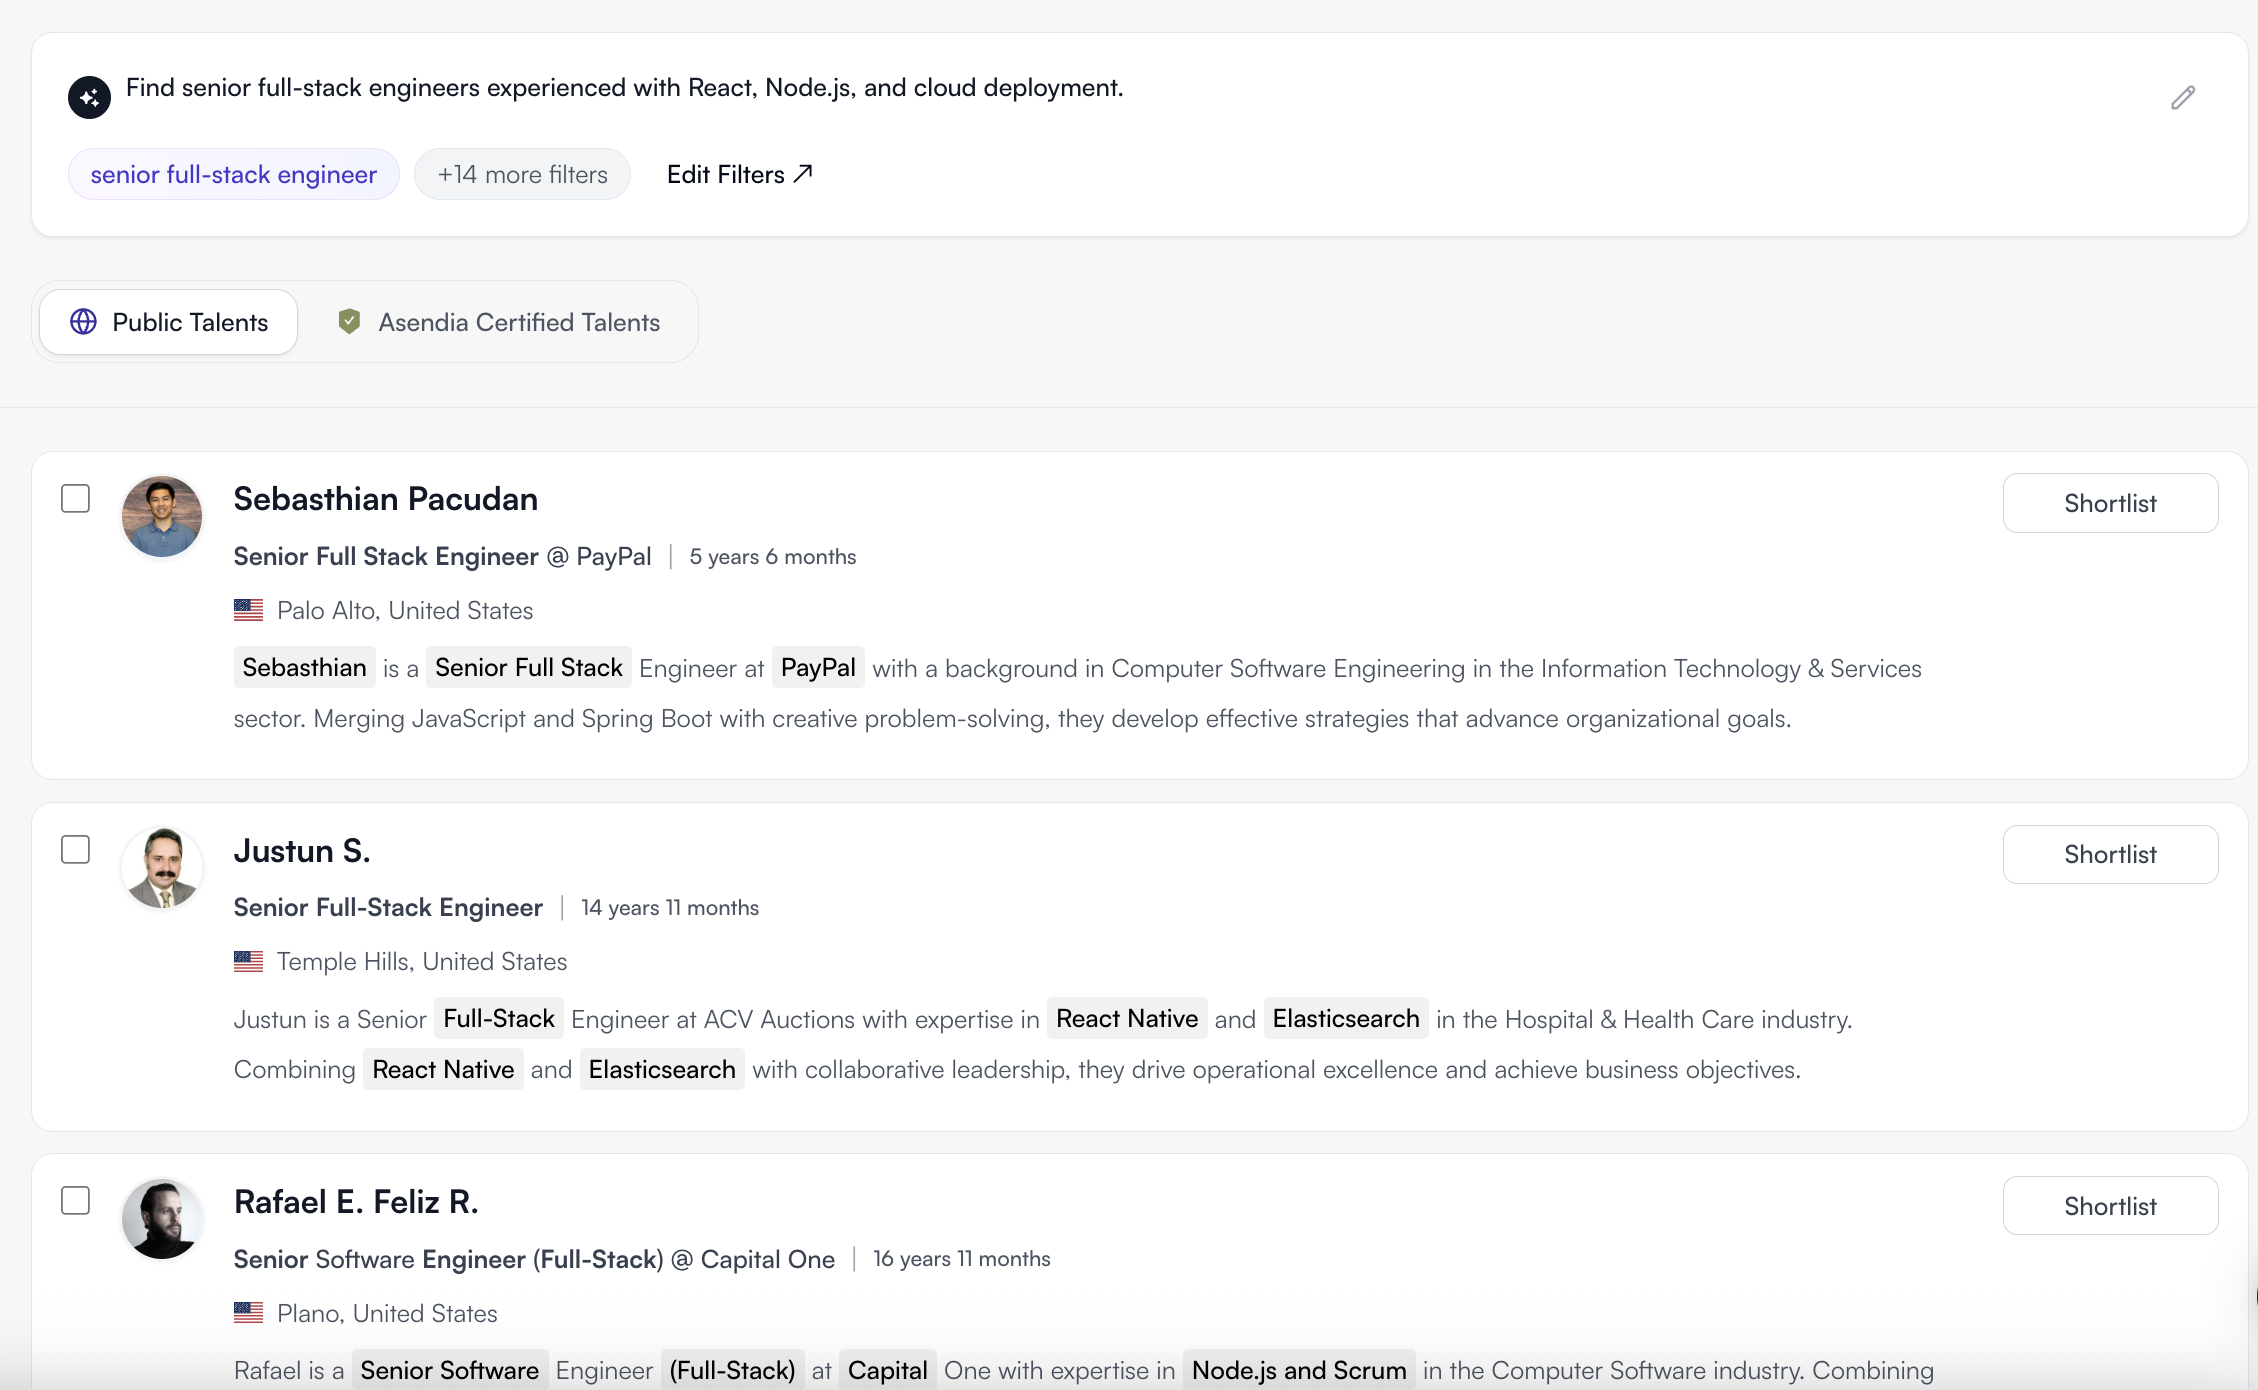 Find senior full-stack engineers experienced with React, Node.js, and cloud deployment.
senior full-stack engineer
+14 more filters
Edit Filters
Public Talents
Asendia Certified Talents
Sebasthian Pacudan
Shortlist
Senior Full Stack Engineer @ PayPal | 5 years 6 months
Palo Alto, United States
Sebasthian is a Senior Full Stack Engineer at PayPal with a background in Computer Software Engineering in the Information Technology & Services
sector. Merging JavaScript and Spring Boot with creative problem-solving, they develop effective strategies that advance organizational goals.
Justun S.
Shortlist
Senior Full-Stack Engineer | 14 years 11 months
Temple Hills, United States
Justun is a Senior Full-Stack Engineer at ACV Auctions with expertise in React Native and Elasticsearch in the Hospital & Health Care industry.
Combining React Native and Elasticsearch with collaborative leadership, they drive operational excellence and achieve business objectives.
Rafael E. Feliz R.
Shortlist
Senior Software Engineer (Full-Stack) @ Capital One | 16 years 11 months
Plano, United States
Rafael is a Senior Software Engineer (Full-Stack) at Capital One with expertise in Node.js and Scrum in the Computer Software industry. Combining